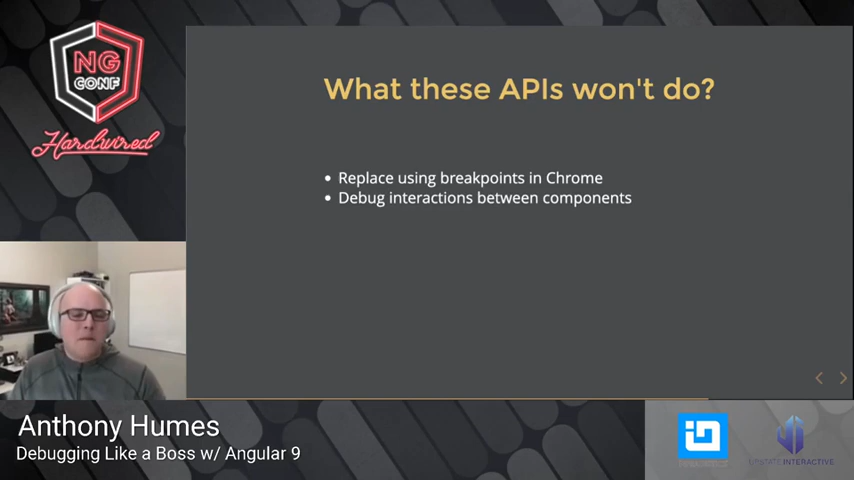 NG
CONF
Hardwired
What these APIs won't do?
• Replace using breakpoints in Chrome
• Debug interactions between components
Anthony Humes
Debugging Like a Boss w/ Angular 9
INTERACTIVE